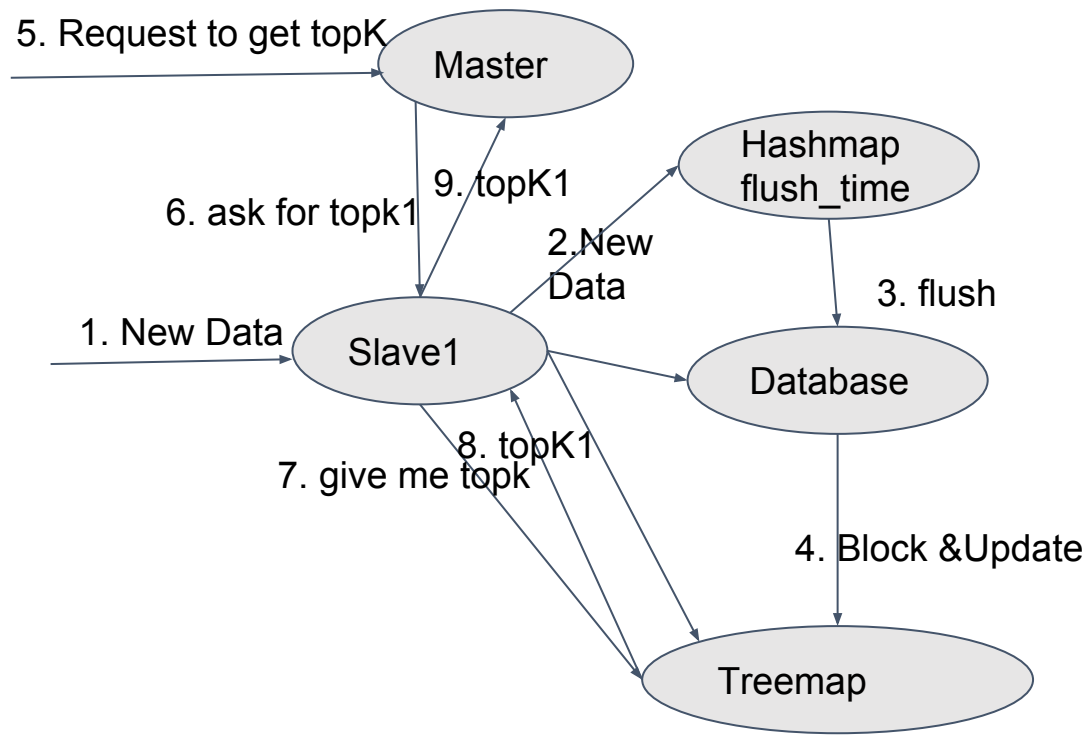 5. Request to get topK
Master
Hashmap
flush_time
9. topK1
6. ask for topk1
2.New
Data
3. flush
1. New Data
Slave1
Database
8. topK1
7. give me topk
4. Block &Update
Treemap